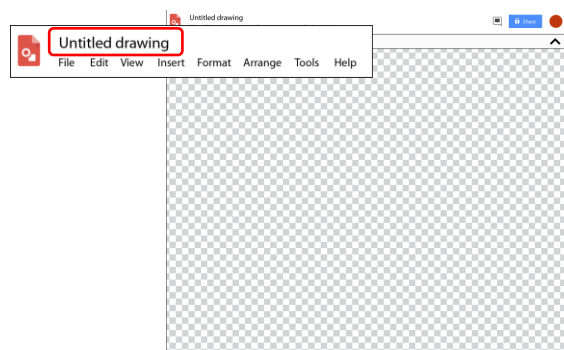 Untitled drawing
Share
Untitled drawing
File Edit View Insert Format Arrange Tools Help